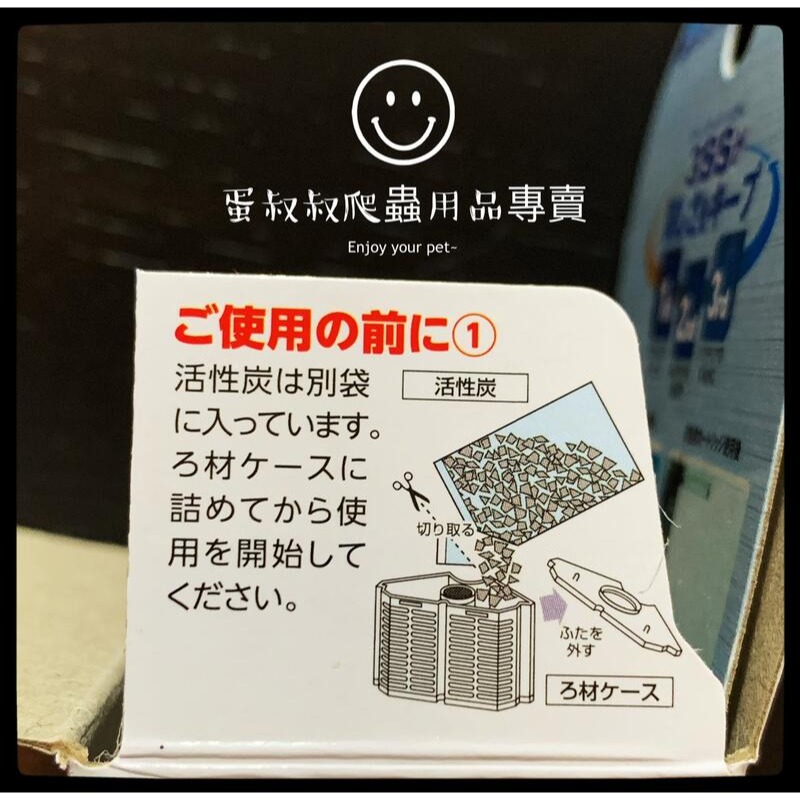 蛋叔叔爬蟲用品專賣
Enjoy your pet~
ご使用の前に①
活性炭は別袋
に入っています。
ろ材ケースに
詰めてから使
用を開始して
ください。
活性炭
切り取る
ふたを
外す
ろ材ケース